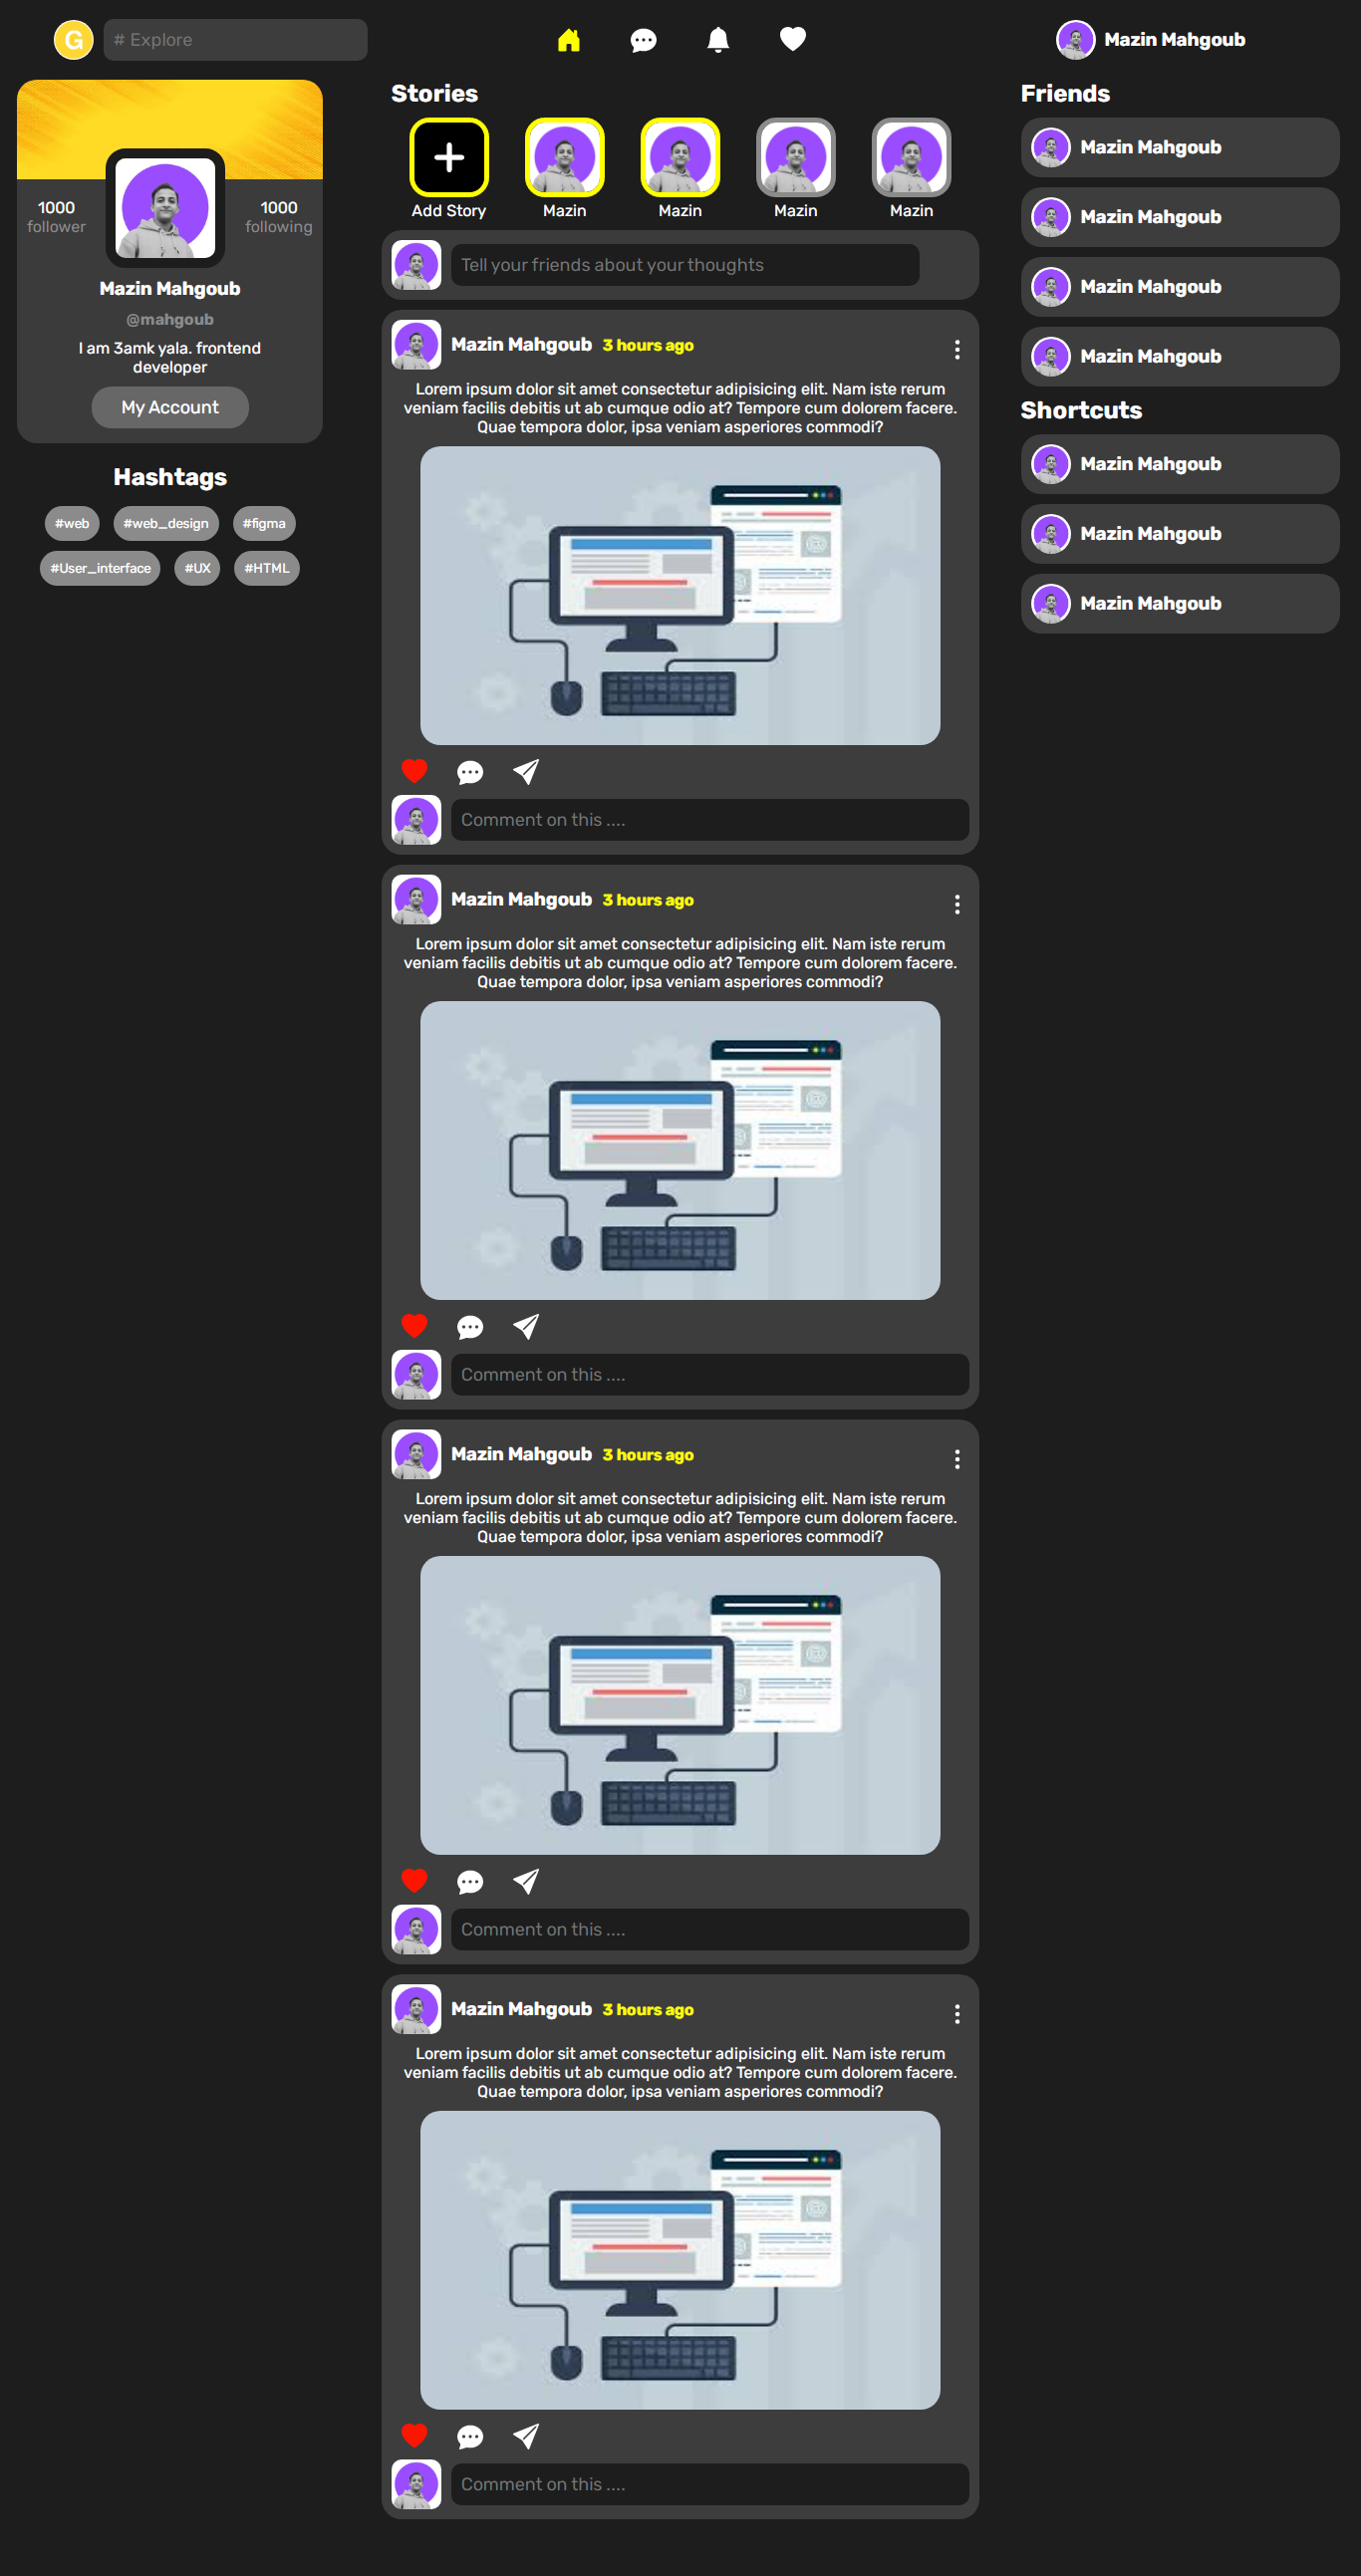 G
# Explore
Mazin Mahgoub
1000
follower
1000
following
Mazin Mahgoub
@mahgoub
I am 3amk yala. frontend
developer
My Account
Hashtags
#web
#web_design
#figma
#User_interface
#UX
#HTML
Stories
Add Story
Mazin
Mazin
Mazin
Mazin
Tell your friends about your thoughts
Mazin Mahgoub 3 hours ago
Lorem ipsum dolor sit amet consectetur adipisicing elit. Nam iste rerum
veniam facilis debitis ut ab cumque odio at? Tempore cum dolorem facere.
Quae tempora dolor, ipsa veniam asperiores commodi?
Comment on this ....
Mazin Mahgoub 3 hours ago
Lorem ipsum dolor sit amet consectetur adipisicing elit. Nam iste rerum
veniam facilis debitis ut ab cumque odio at? Tempore cum dolorem facere.
Quae tempora dolor, ipsa veniam asperiores commodi?
Comment on this ....
Mazin Mahgoub 3 hours ago
Lorem ipsum dolor sit amet consectetur adipisicing elit. Nam iste rerum
veniam facilis debitis ut ab cumque odio at? Tempore cum dolorem facere.
Quae tempora dolor, ipsa veniam asperiores commodi?
Comment on this ....
Mazin Mahgoub 3 hours ago
Lorem ipsum dolor sit amet consectetur adipisicing elit. Nam iste rerum
veniam facilis debitis ut ab cumque odio at? Tempore cum dolorem facere.
Quae tempora dolor, ipsa veniam asperiores commodi?
Comment on this ....
Friends
Mazin Mahgoub
Mazin Mahgoub
Mazin Mahgoub
Mazin Mahgoub
Shortcuts
Mazin Mahgoub
Mazin Mahgoub
Mazin Mahgoub